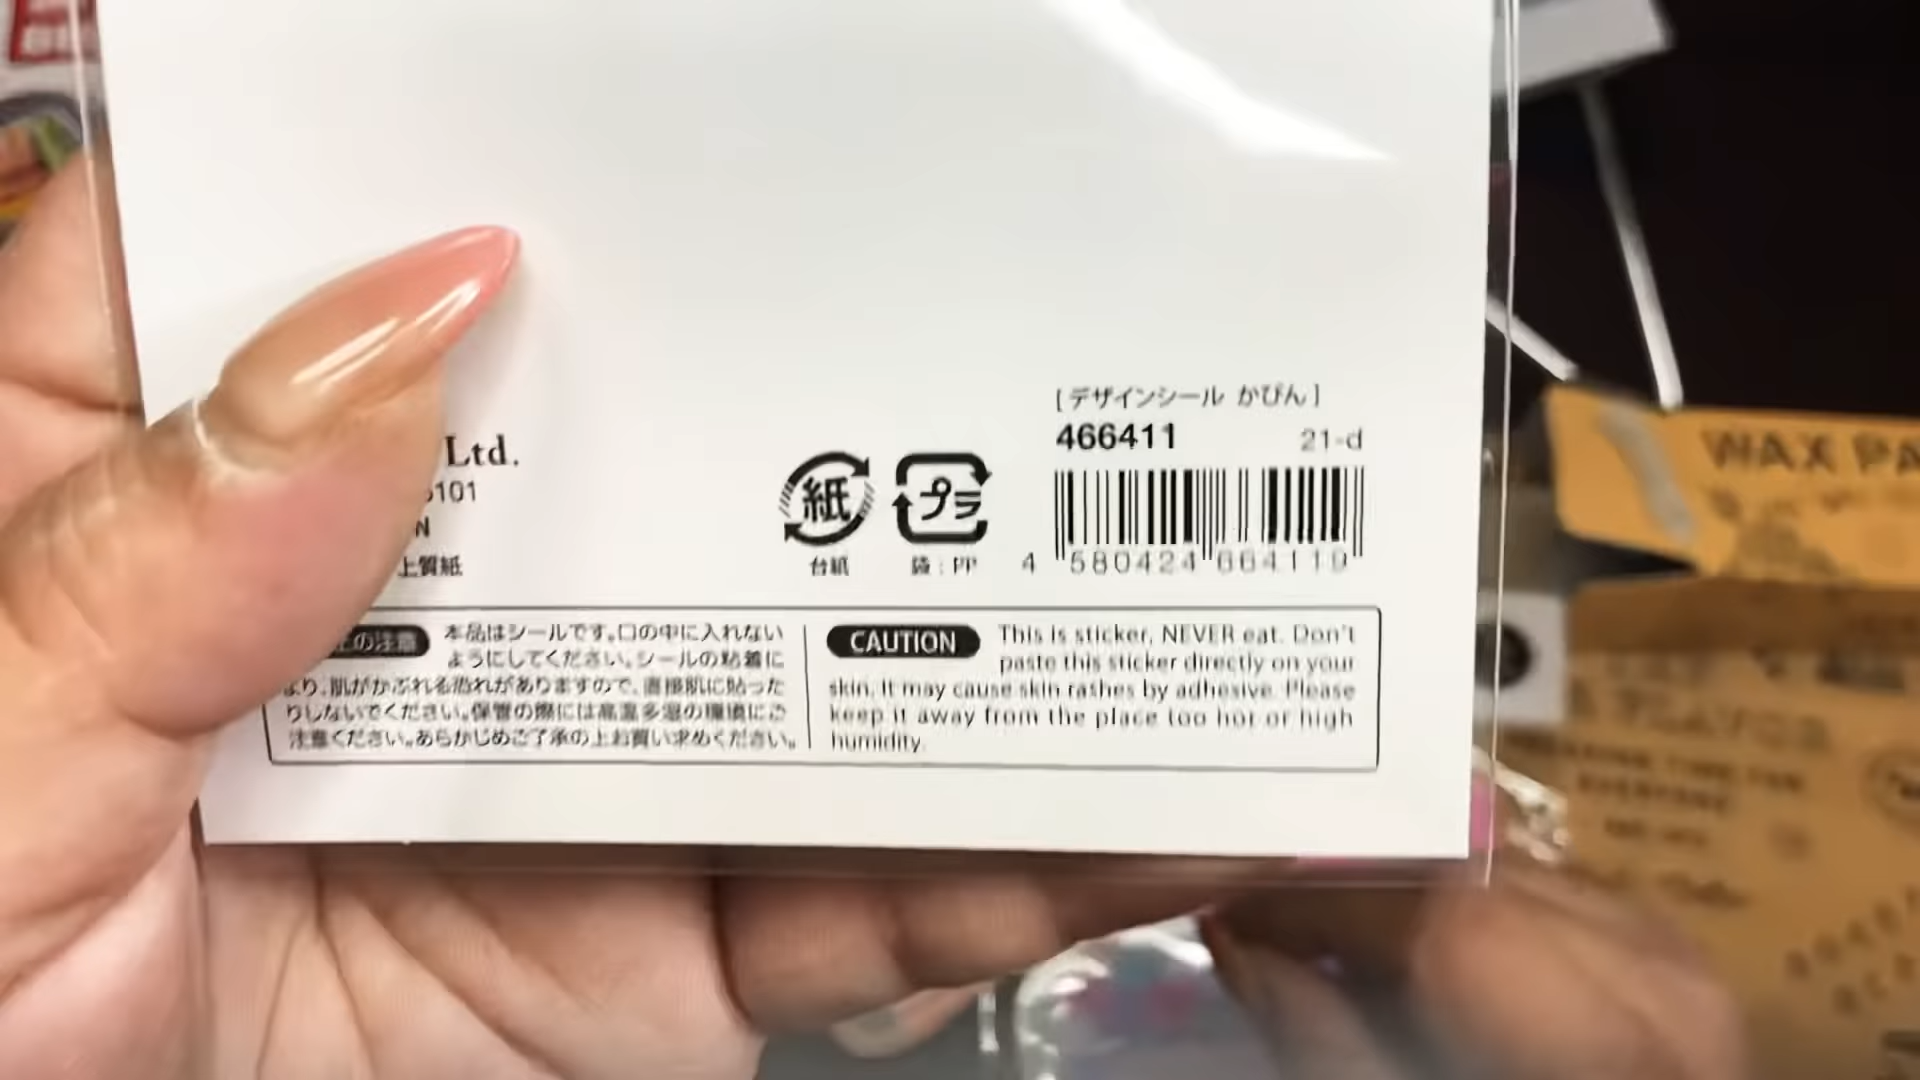 [デザインシール かぴん]
466411 21-d
Ltd.
101
N
上質紙
紙
プラ
台紙
袋：PP
4 580424 664119
上の注意 本品はシールです。口の中に入れない
ようにしてください。シールの粘着に
より、肌がかぶれる恐れがありますので、直接肌に貼った
りしないでください。保管の際には高温多湿の環境にご
注意ください。あらかじめご了承の上お買い求めください。
CAUTION This is sticker, NEVER eat. Don't
paste this sticker directly on your
skin. It may cause skin rashes by adhesive. Please
keep it away from the place too hot or high
humidity.
WAX PA